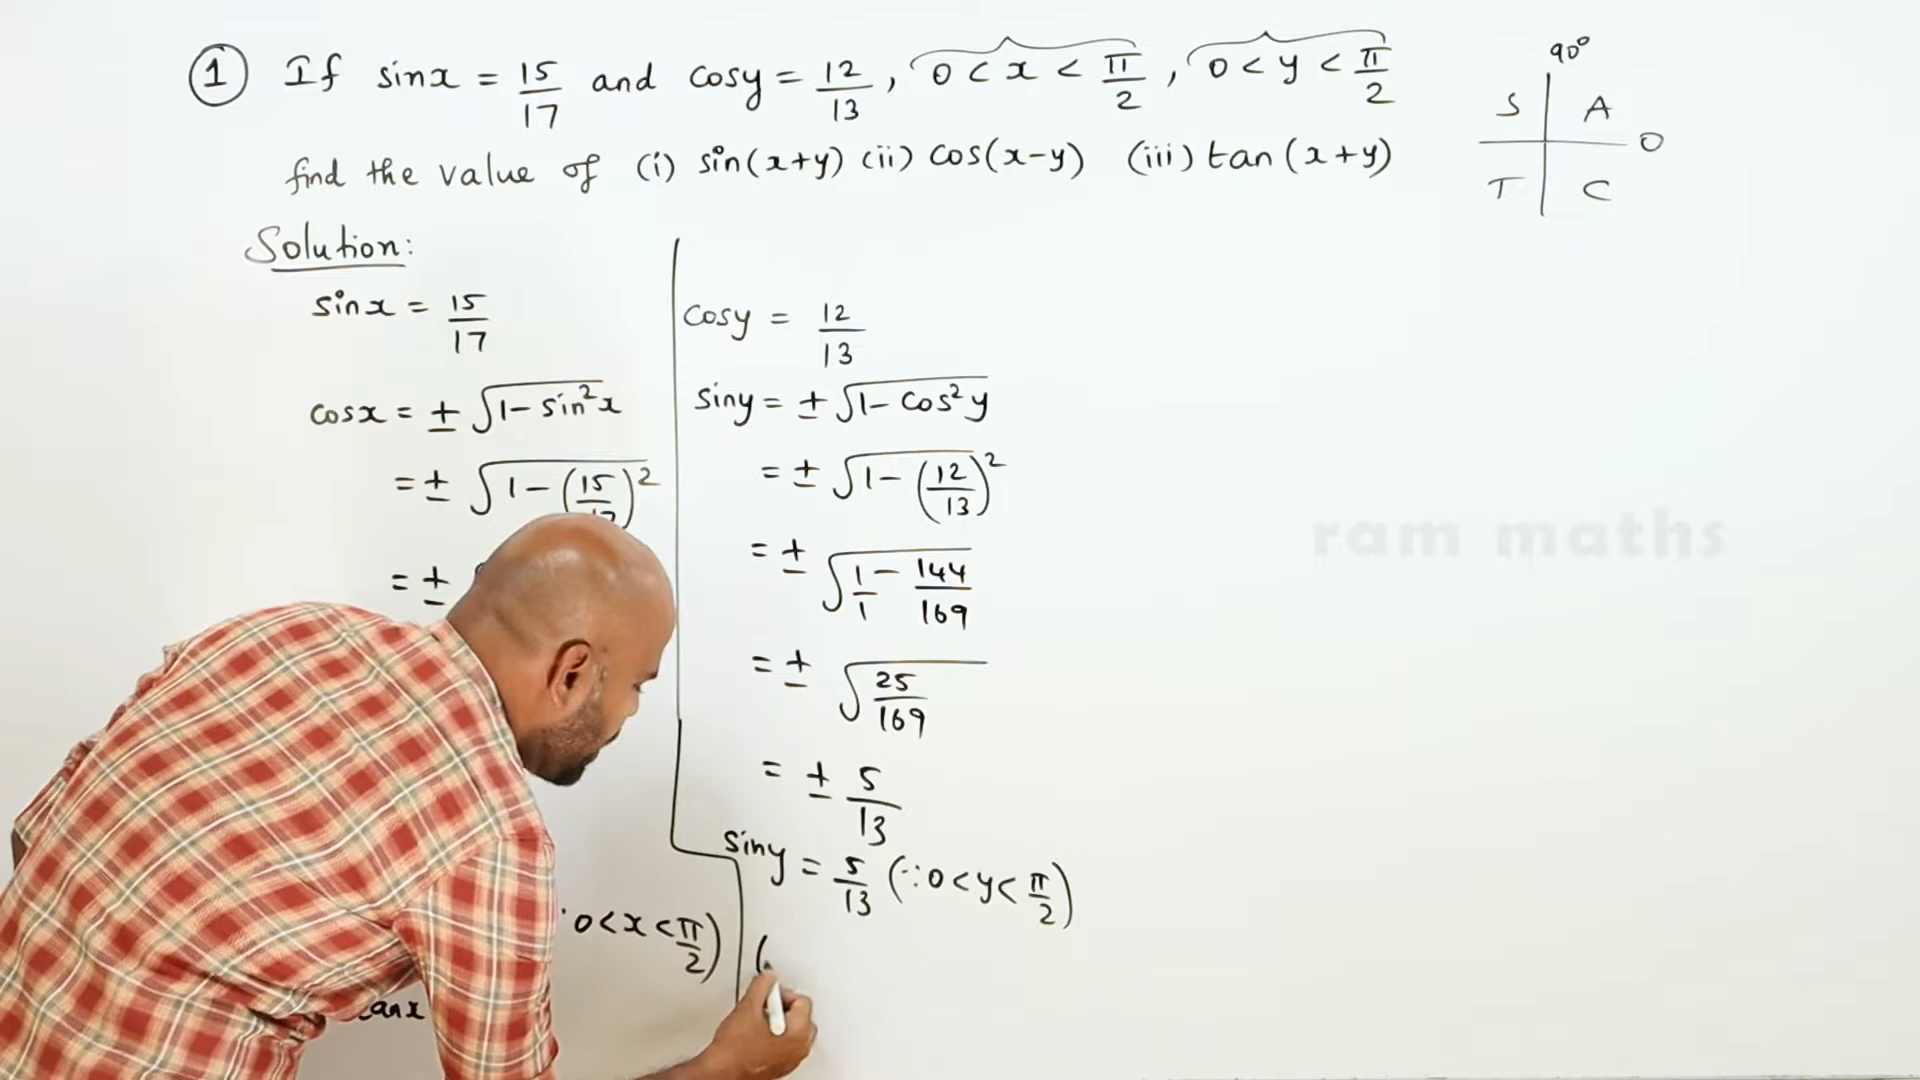 ① If sinx = 15/17 and cosy = 12/13, 0 < x < π/2, 0 < y < π/2
find the value of (i) sin(x+y) (ii) cos(x-y) (iii) tan(x+y)
90°
S A
0
T C
Solution:
sinx = 15/17
cosx = ± √1-sin²x
= ± √1-(15/17)²
= ±
0 < x < π/2)
tanx
cosy = 12/13
siny = ± √1-cos²y
= ± √1-(12/13)²
= ± √1/1 - 144/169
= ± √25/169
= ± 5/13
siny = 5/13 (∵ 0 < y < π/2)
(
ram maths